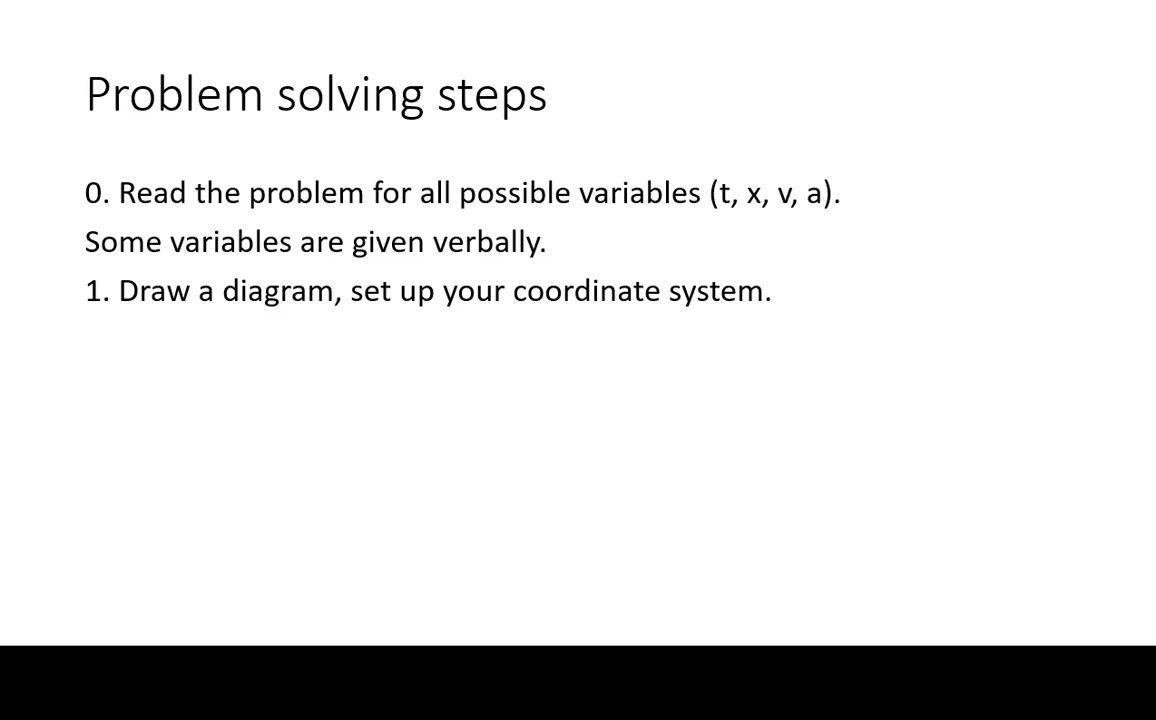 Problem solving steps
0. Read the problem for all possible variables (t, x, v, a).
Some variables are given verbally.
1. Draw a diagram, set up your coordinate system.